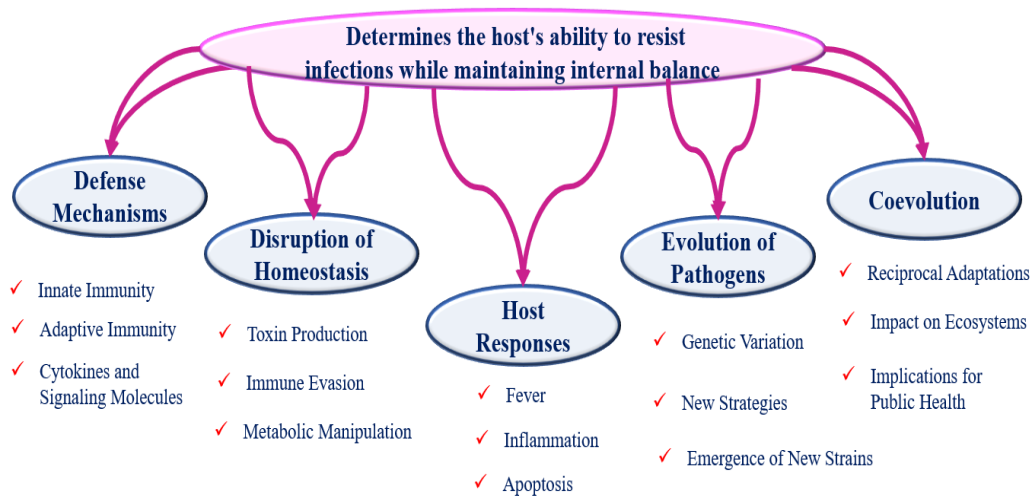 Determines the host's ability to resist
infections while maintaining internal balance
Defense
Mechanisms
Innate Immunity
Adaptive Immunity
Cytokines and
Signaling Molecules
Disruption of
Homeostasis
Toxin Production
Immune Evasion
Metabolic Manipulation
Host
Responses
Fever
Inflammation
Apoptosis
Evolution of
Pathogens
Genetic Variation
New Strategies
Emergence of New Strains
Coevolution
Reciprocal Adaptations
Impact on Ecosystems
Implications for
Public Health